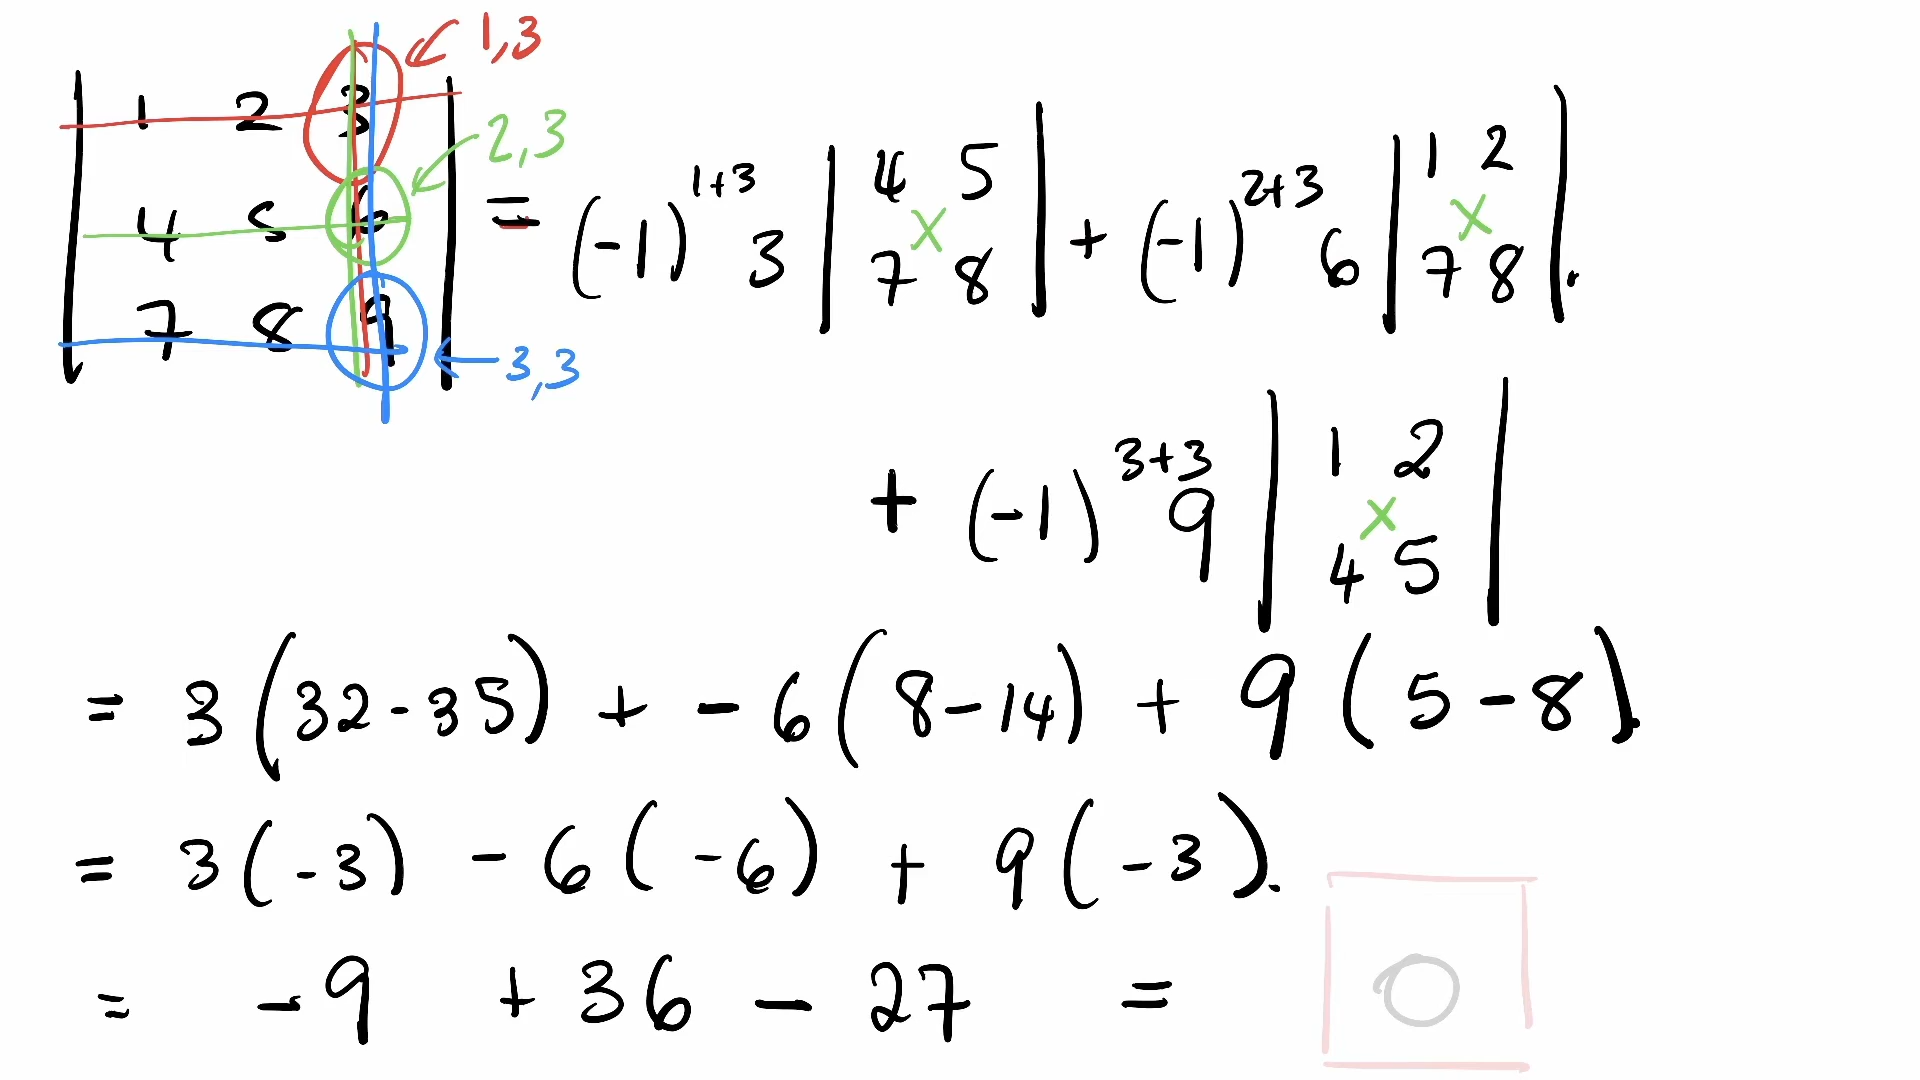 | 1 2 3 | 1,3
| 4 5 6 | 2,3
| 7 8 9 | 3,3
= (-1)^{1+3} 3 | 4 5 × 7 8 | + (-1)^{2+3} 6 | 1 2 × 7 8 |.
+ (-1)^{3+3} 9 | 1 2 × 4 5 |
= 3 (32-35) + -6 (8-14) + 9 (5-8).
= 3 (-3) - 6 (-6) + 9 (-3).
= -9 + 36 - 27 = 0